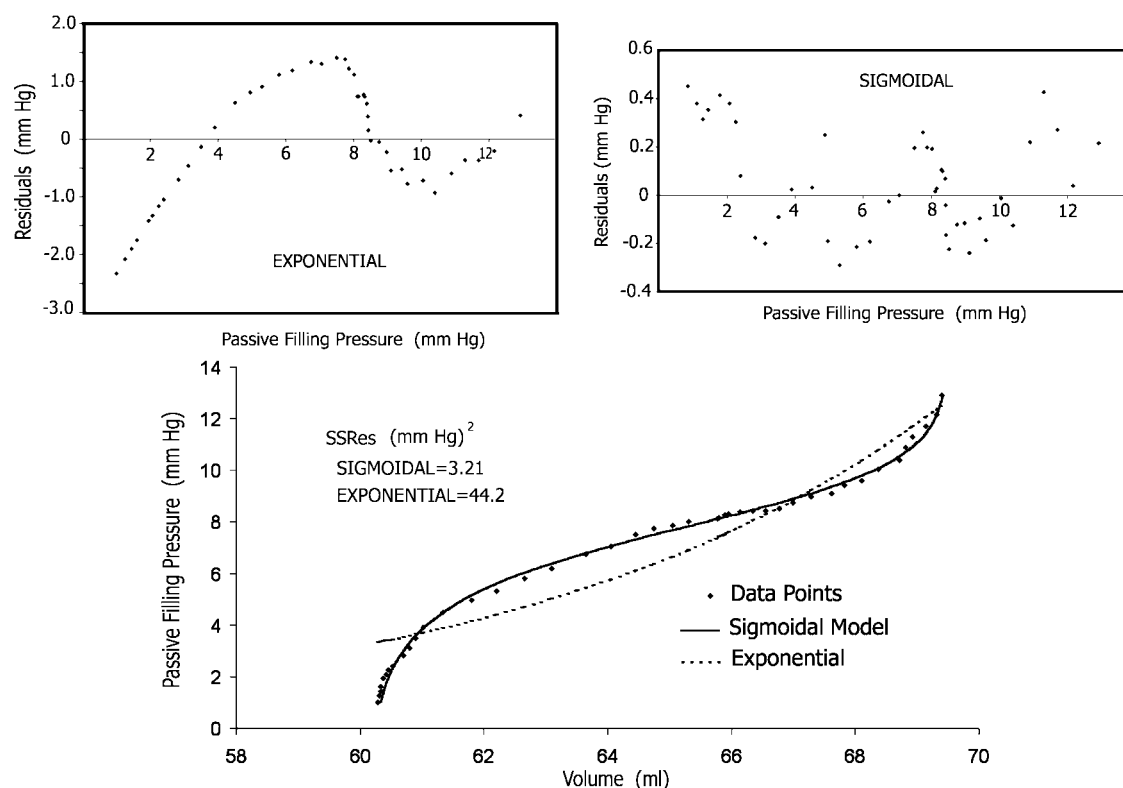 2.0
1.0
0
-1.0
-2.0
-3.0
Residuals (mm Hg)
2 4 6 8 10 12
EXPONENTIAL
Passive Filling Pressure (mm Hg)
0.6
0.4
0.2
0
-0.2
-0.4
Residuals (mm Hg)
SIGMOIDAL
2 4 6 8 10 12
Passive Filling Pressure (mm Hg)
14
12
10
8
6
4
2
0
Passive Filling Pressure (mm Hg)
SSRes (mm Hg)2
SIGMOIDAL=3.21
EXPONENTIAL=44.2
Data Points
Sigmoidal Model
Exponential
58 60 62 64 66 68 70
Volume (ml)